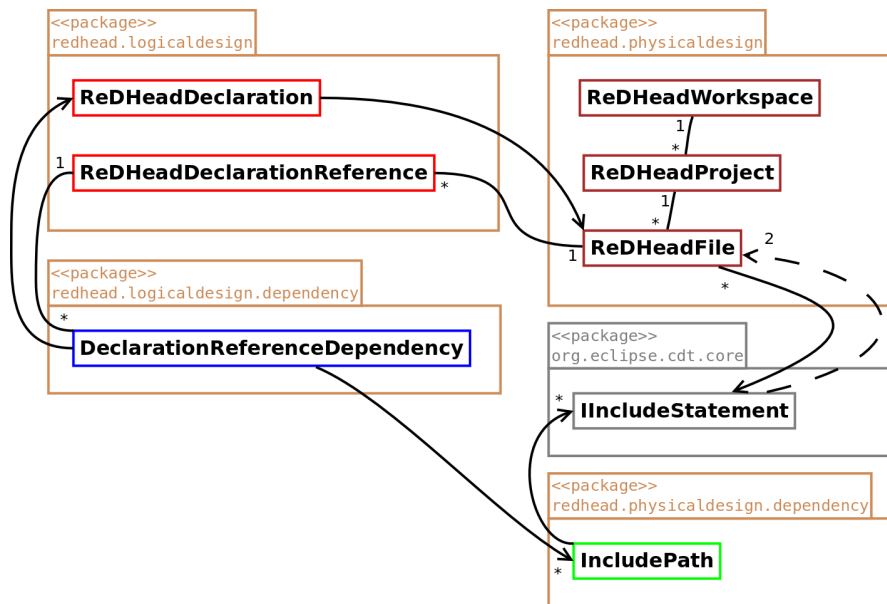 <<package>>
redhead.logicaldesign
ReDHeadDeclaration
1
ReDHeadDeclarationReference
*
<<package>>
redhead.physicaldesign
ReDHeadWorkspace
1
*
ReDHeadProject
1
*
ReDHeadFile
2
1
*
<<package>>
redhead.logicaldesign.dependency
*
DeclarationReferenceDependency
<<package>>
org.eclipse.cdt.core
*
IIncludeStatement
<<package>>
redhead.physicaldesign.dependency
IncludePath
*